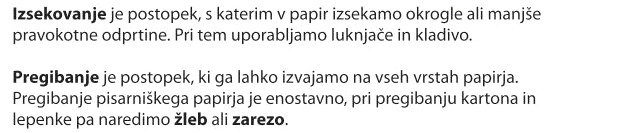 Izsekovanje je postopek, s katerim v papir izsekamo okrogle ali manjše
pravokotne odprtine. Pri tem uporabljamo luknjače in kladivo.
Pregibanje je postopek, ki ga lahko izvajamo na vseh vrstah papirja.
Pregibanje pisarniškega papirja je enostavno, pri pregibanju kartona in
lepenke pa naredimo žleb ali zarezo.